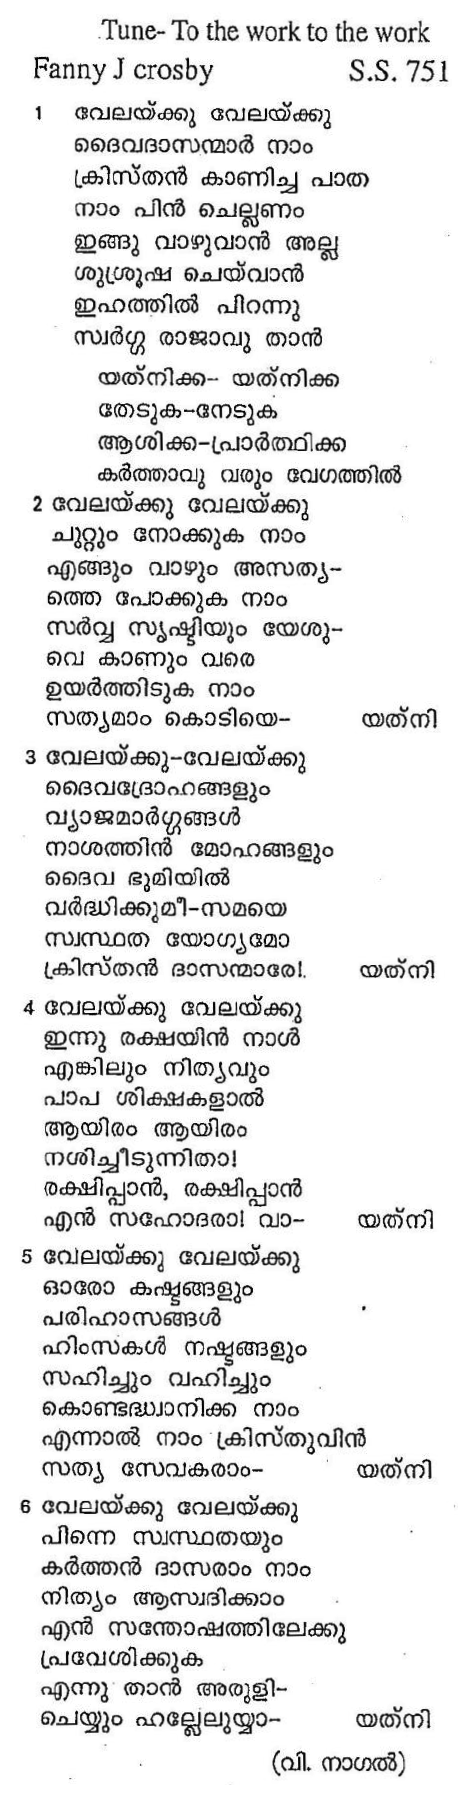 Tune- To the work to the work
Fanny J crosby S.S. 751
1 വേലയ്ക്കു വേലയ്ക്കു
ദൈവദാസന്മാർ നാം
ക്രിസ്തൻ കാണിച്ച പാത
നാം പിൻ ചെല്ലണം
ഇങ്ങു വാഴുവാൻ അല്ല
ശുശ്രൂഷ ചെയ്‌വാൻ
ഇഹത്തിൽ പിറന്നു
സ്വർഗ്ഗ രാജാവു താൻ
യത്നിക്ക- യത്നിക്ക
തേടുക-നേടുക
ആശിക്ക-പ്രാർത്ഥിക്ക
കർത്താവു വരും വേഗത്തിൽ
2 വേലയ്ക്കു വേലയ്ക്കു
ചുറ്റും നോക്കുക നാം
എങ്ങും വാഴും അസത്യ-
ത്തെ പോക്കുക നാം
സർവ്വ സൃഷ്ടിയും യേശു-
വെ കാണും വരെ
ഉയർത്തിടുക നാം
സത്യമാം കൊടിയെ- യത്നി
3 വേലയ്ക്കു-വേലയ്ക്കു
ദൈവദ്രോഹങ്ങളും
വ്യാജമാർഗ്ഗങ്ങൾ
നാശത്തിൻ മോഹങ്ങളും
ദൈവ ഭൂമിയിൽ
വർദ്ധിക്കുമീ-സമയെ
സ്വസ്ഥത യോഗ്യമോ
ക്രിസ്തൻ ദാസന്മാരേ!. യത്നി
4 വേലയ്ക്കു വേലയ്ക്കു
ഇന്നു രക്ഷയിൻ നാൾ
എങ്കിലും നിത്യവും
പാപ ശിക്ഷകളാൽ
ആയിരം ആയിരം
നശിച്ചീടുന്നിതാ!
രക്ഷിപ്പാൻ, രക്ഷിപ്പാൻ
എൻ സഹോദരാ! വാ- യത്നി
5 വേലയ്ക്കു വേലയ്ക്കു
ഓരോ കഷ്ടങ്ങളും
പരിഹാസങ്ങൾ
ഹിംസകൾ നഷ്ടങ്ങളും
സഹിച്ചും വഹിച്ചും
കൊണ്ടദ്ധ്വാനിക്ക നാം
എന്നാൽ നാം ക്രിസ്തുവിൻ
സത്യ സേവകരാം- യത്നി
6 വേലയ്ക്കു വേലയ്ക്കു
പിന്നെ സ്വസ്ഥതയും
കർത്തൻ ദാസരാം നാം
നിത്യം ആസ്വദിക്കാം
എൻ സന്തോഷത്തിലേക്കു
പ്രവേശിക്കുക
എന്നു താൻ അരുളി-
ചെയ്യും ഹല്ലേലുയ്യാ- യത്നി
(വി. നാഗൽ)